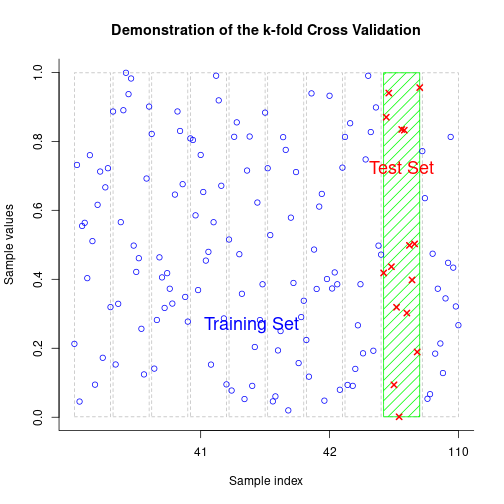 Demonstration of the k-fold Cross Validation
1.0
0.8
0.6
0.4
0.2
0.0
Sample values
Test Set
Training Set
41 42 110
Sample index